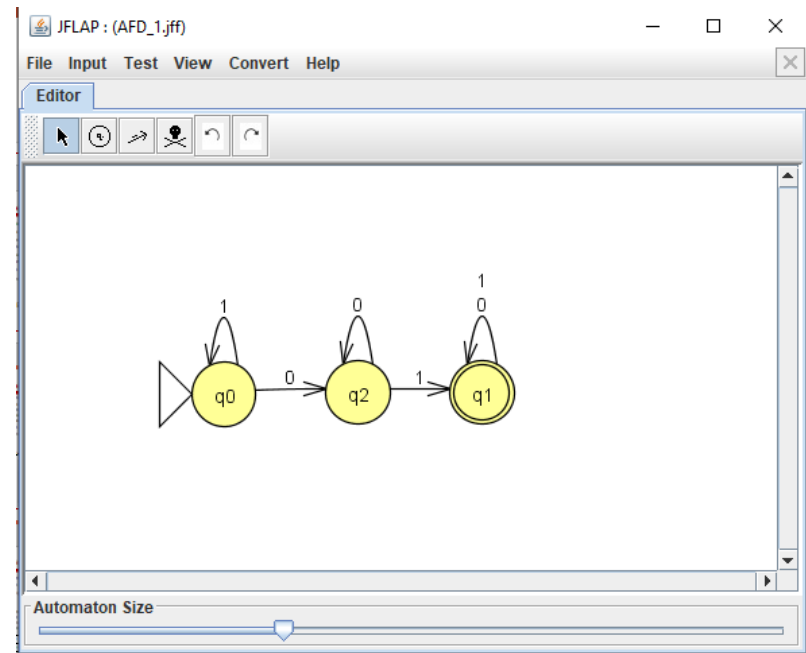 JFLAP : (AFD_1.jff)
File Input Test View Convert Help
Editor
q
1
0
1
0
q0
0
q2
1
q1
Automaton Size